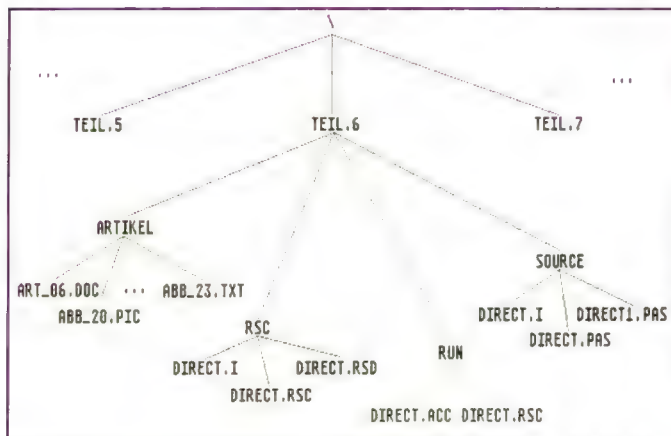 \
... ...
TEIL.5 TEIL.6 TEIL.7
ARTIKEL
SOURCE
ART_06.DOC ... ABB_23.TXT
ABB_20.PIC
DIRECT.I DIRECT1.PAS
DIRECT.PAS
RSC
RUN
DIRECT.I DIRECT.RSD
DIRECT.RSC
DIRECT.ACC DIRECT.RSC